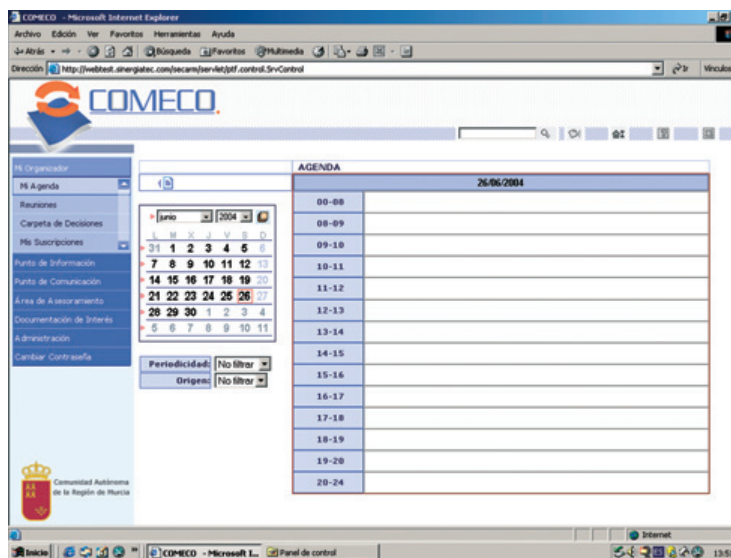 COMECO - Microsoft Internet Explorer
Archivo Edición Ver Favoritos Herramientas Ayuda
Atrás Búsqueda Favoritos Multimedia
Dirección http://webtest.sinergiatec.com/secarm/servlet/ptf.control.SrvControl Ir Vínculos
COMECO.
Mi Organizador
Mi Agenda
Reuniones
Carpeta de Decisiones
Mis Suscripciones
Punto de Información
Punto de Comunicación
Área de Asesoramiento
Documentación de Interés
Administración
Cambiar Contraseña
junio 2004
L M X J V S D
31 1 2 3 4 5 6
7 8 9 10 11 12 13
14 15 16 17 18 19 20
21 22 23 24 25 26 27
28 29 30 1 2 3 4
5 6 7 8 9 10 11
Periodicidad: No filtrar
Origen: No filtrar
AGENDA
26/06/2004
00-08
08-09
09-10
10-11
11-12
12-13
13-14
14-15
15-16
16-17
17-18
18-19
19-20
20-24
Comunidad Autónoma
de la Región de Murcia
Internet
Inicio COMECO - Microsoft I... Panel de control